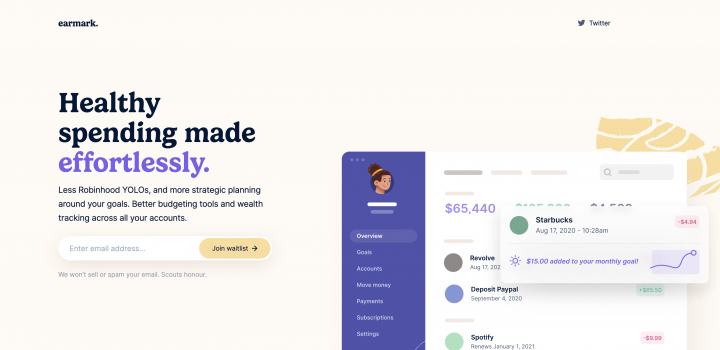 earmark.
Twitter
Healthy
spending made
effortlessly.
Less Robinhood YOLOs, and more strategic planning
around your goals. Better budgeting tools and wealth
tracking across all your accounts.
Enter email address...
Join waitlist →
We won't sell or spam your email. Scouts honour.
Overview
Goals
Accounts
Move money
Payments
Subscriptions
Settings
$65,440
Starbucks
-$4.94
Aug 17, 2020 - 10:28am
$15.00 added to your monthly goal!
Revolve
Aug 17, 202
Deposit Paypal
+$65.50
September 4, 2020
Spotify
-$9.99
Renews January 1, 2021